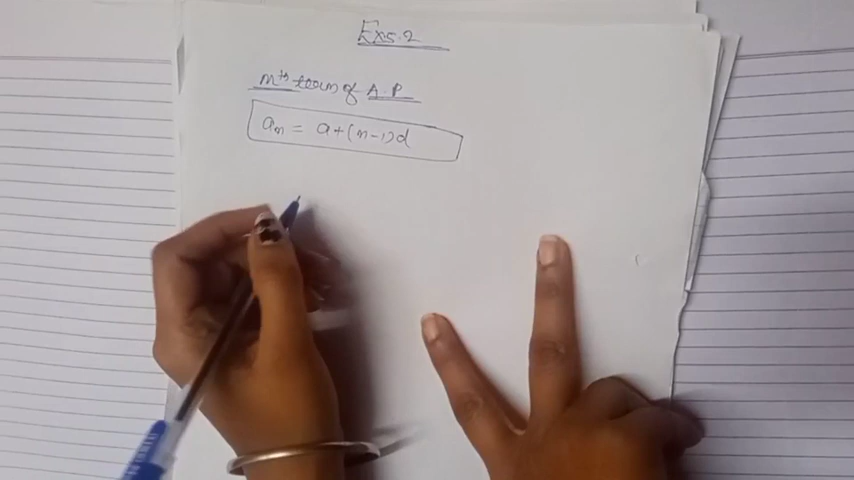 Ex 5.2
nth term of A.P
an = a+(n-1)d